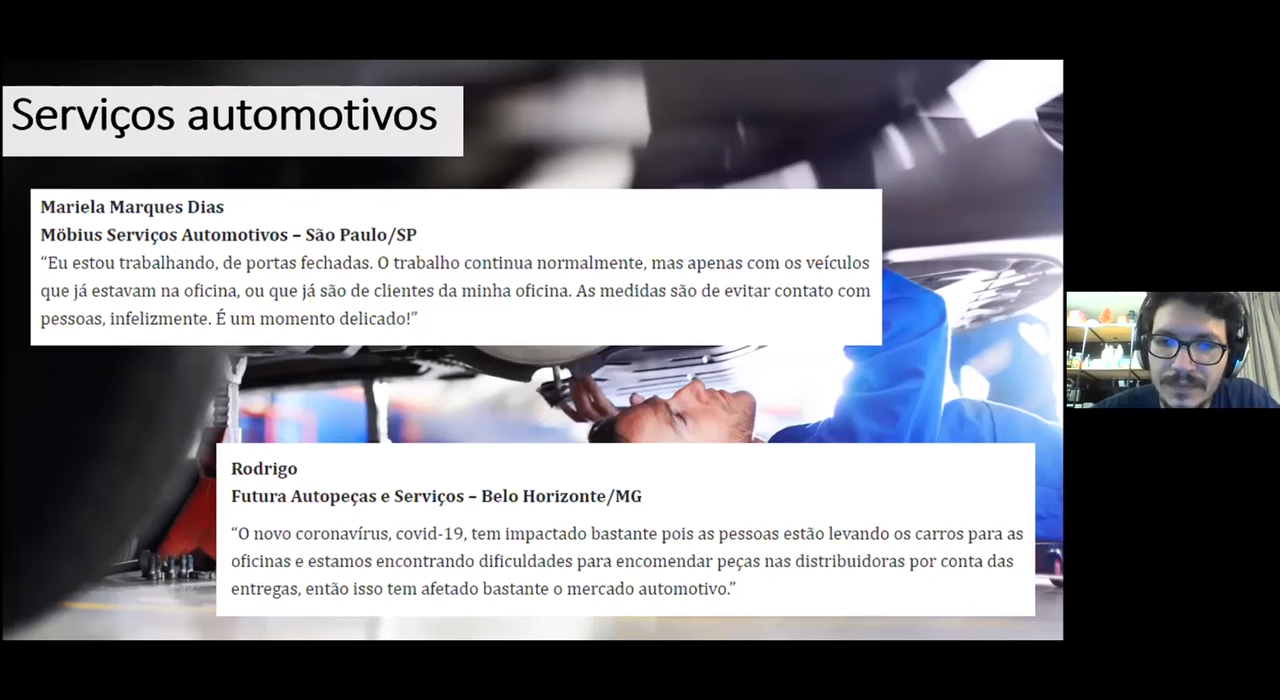 Serviços automotivos
Mariela Marques Dias
Möbius Serviços Automotivos – São Paulo/SP
“Eu estou trabalhando, de portas fechadas. O trabalho continua normalmente, mas apenas com os veículos
que já estavam na oficina, ou que já são de clientes da minha oficina. As medidas são de evitar contato com
pessoas, infelizmente. É um momento delicado!”
Rodrigo
Futura Autopeças e Serviços – Belo Horizonte/MG
“O novo coronavírus, covid-19, tem impactado bastante pois as pessoas estão levando os carros para as
oficinas e estamos encontrando dificuldades para encomendar peças nas distribuidoras por conta das
entregas, então isso tem afetado bastante o mercado automotivo.”